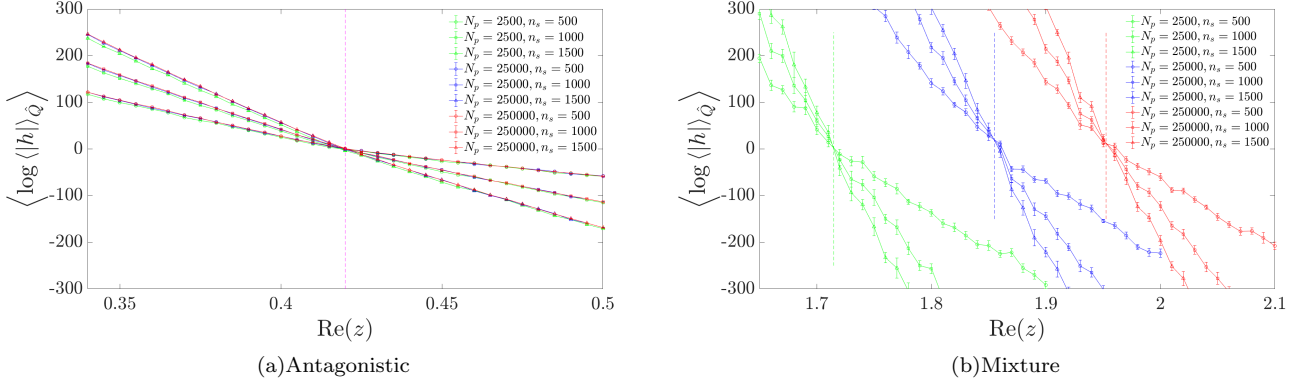 300
200
100
0
-100
-200
-300
0.35
0.4
0.45
0.5
Re(z)
⟨log ⟨|h|⟩_Q̂⟩
N_p = 2500, n_s = 500
N_p = 2500, n_s = 1000
N_p = 2500, n_s = 1500
N_p = 25000, n_s = 500
N_p = 25000, n_s = 1000
N_p = 25000, n_s = 1500
N_p = 250000, n_s = 500
N_p = 250000, n_s = 1000
N_p = 250000, n_s = 1500
(a)Antagonistic
300
200
100
0
-100
-200
-300
1.7
1.8
1.9
2
2.1
Re(z)
⟨log ⟨|h|⟩_Q̂⟩
N_p = 2500, n_s = 500
N_p = 2500, n_s = 1000
N_p = 2500, n_s = 1500
N_p = 25000, n_s = 500
N_p = 25000, n_s = 1000
N_p = 25000, n_s = 1500
N_p = 250000, n_s = 500
N_p = 250000, n_s = 1000
N_p = 250000, n_s = 1500
(b)Mixture